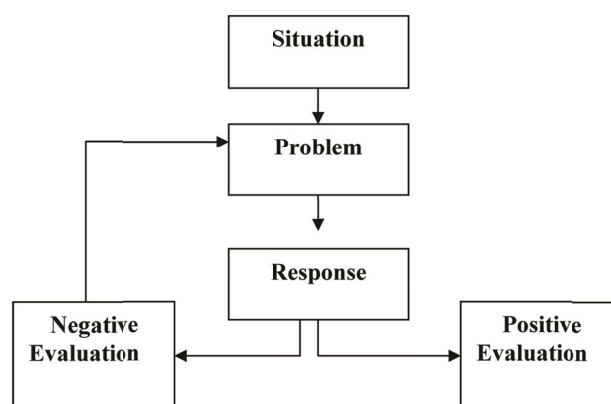 Situation
Problem
Response
Negative
Evaluation
Positive
Evaluation